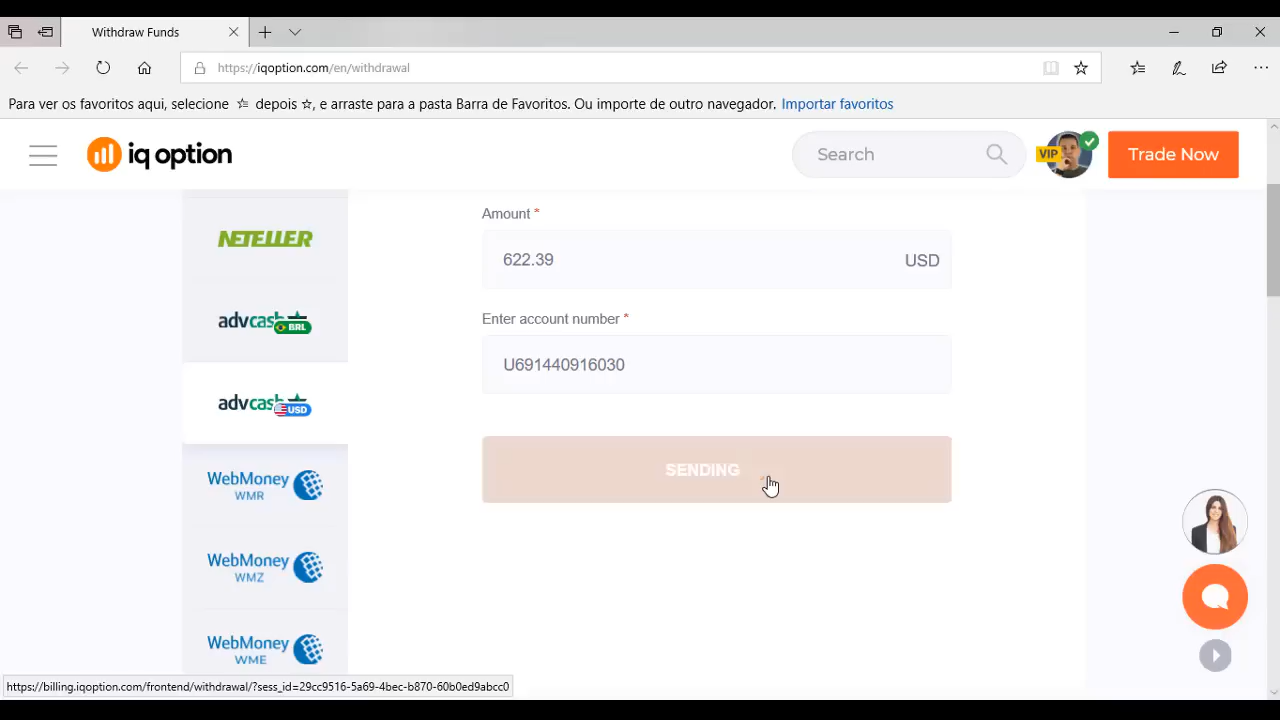 Withdraw Funds
https://iqoption.com/en/withdrawal
Para ver os favoritos aqui, selecione depois ☆, e arraste para a pasta Barra de Favoritos. Ou importe de outro navegador. Importar favoritos
iq option
Search
VIP
Trade Now
Amount *
622.39 USD
Enter account number *
U691440916030
SENDING
NETELLER
advcash BRL
advcash USD
WebMoney
WMR
WebMoney
WMZ
WebMoney
WME
https://billing.iqoption.com/frontend/withdrawal/?sess_id=29cc9516-5a69-4bec-b870-60b0ed9abcc0